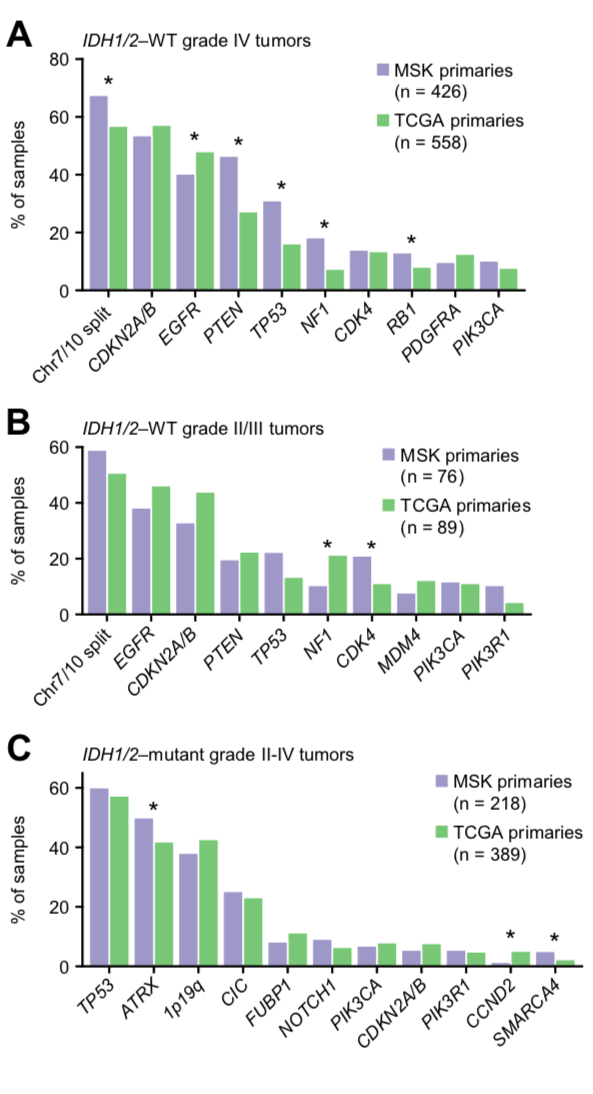 A
IDH1/2–WT grade IV tumors
80
60
40
20
0
% of samples
MSK primaries
(n = 426)
TCGA primaries
(n = 558)
* * * * * *
Chr7/10 split
CDKN2A/B
EGFR
PTEN
TP53
NF1
CDK4
RB1
PDGFRA
PIK3CA
B
IDH1/2–WT grade II/III tumors
60
40
20
0
% of samples
MSK primaries
(n = 76)
TCGA primaries
(n = 89)
* *
Chr7/10 split
EGFR
CDKN2A/B
PTEN
TP53
NF1
CDK4
MDM4
PIK3CA
PIK3R1
C
IDH1/2–mutant grade II-IV tumors
60
40
20
0
% of samples
MSK primaries
(n = 218)
TCGA primaries
(n = 389)
* * *
TP53
ATRX
1p19q
CIC
FUBP1
NOTCH1
PIK3CA
CDKN2A/B
PIK3R1
CCND2
SMARCA4